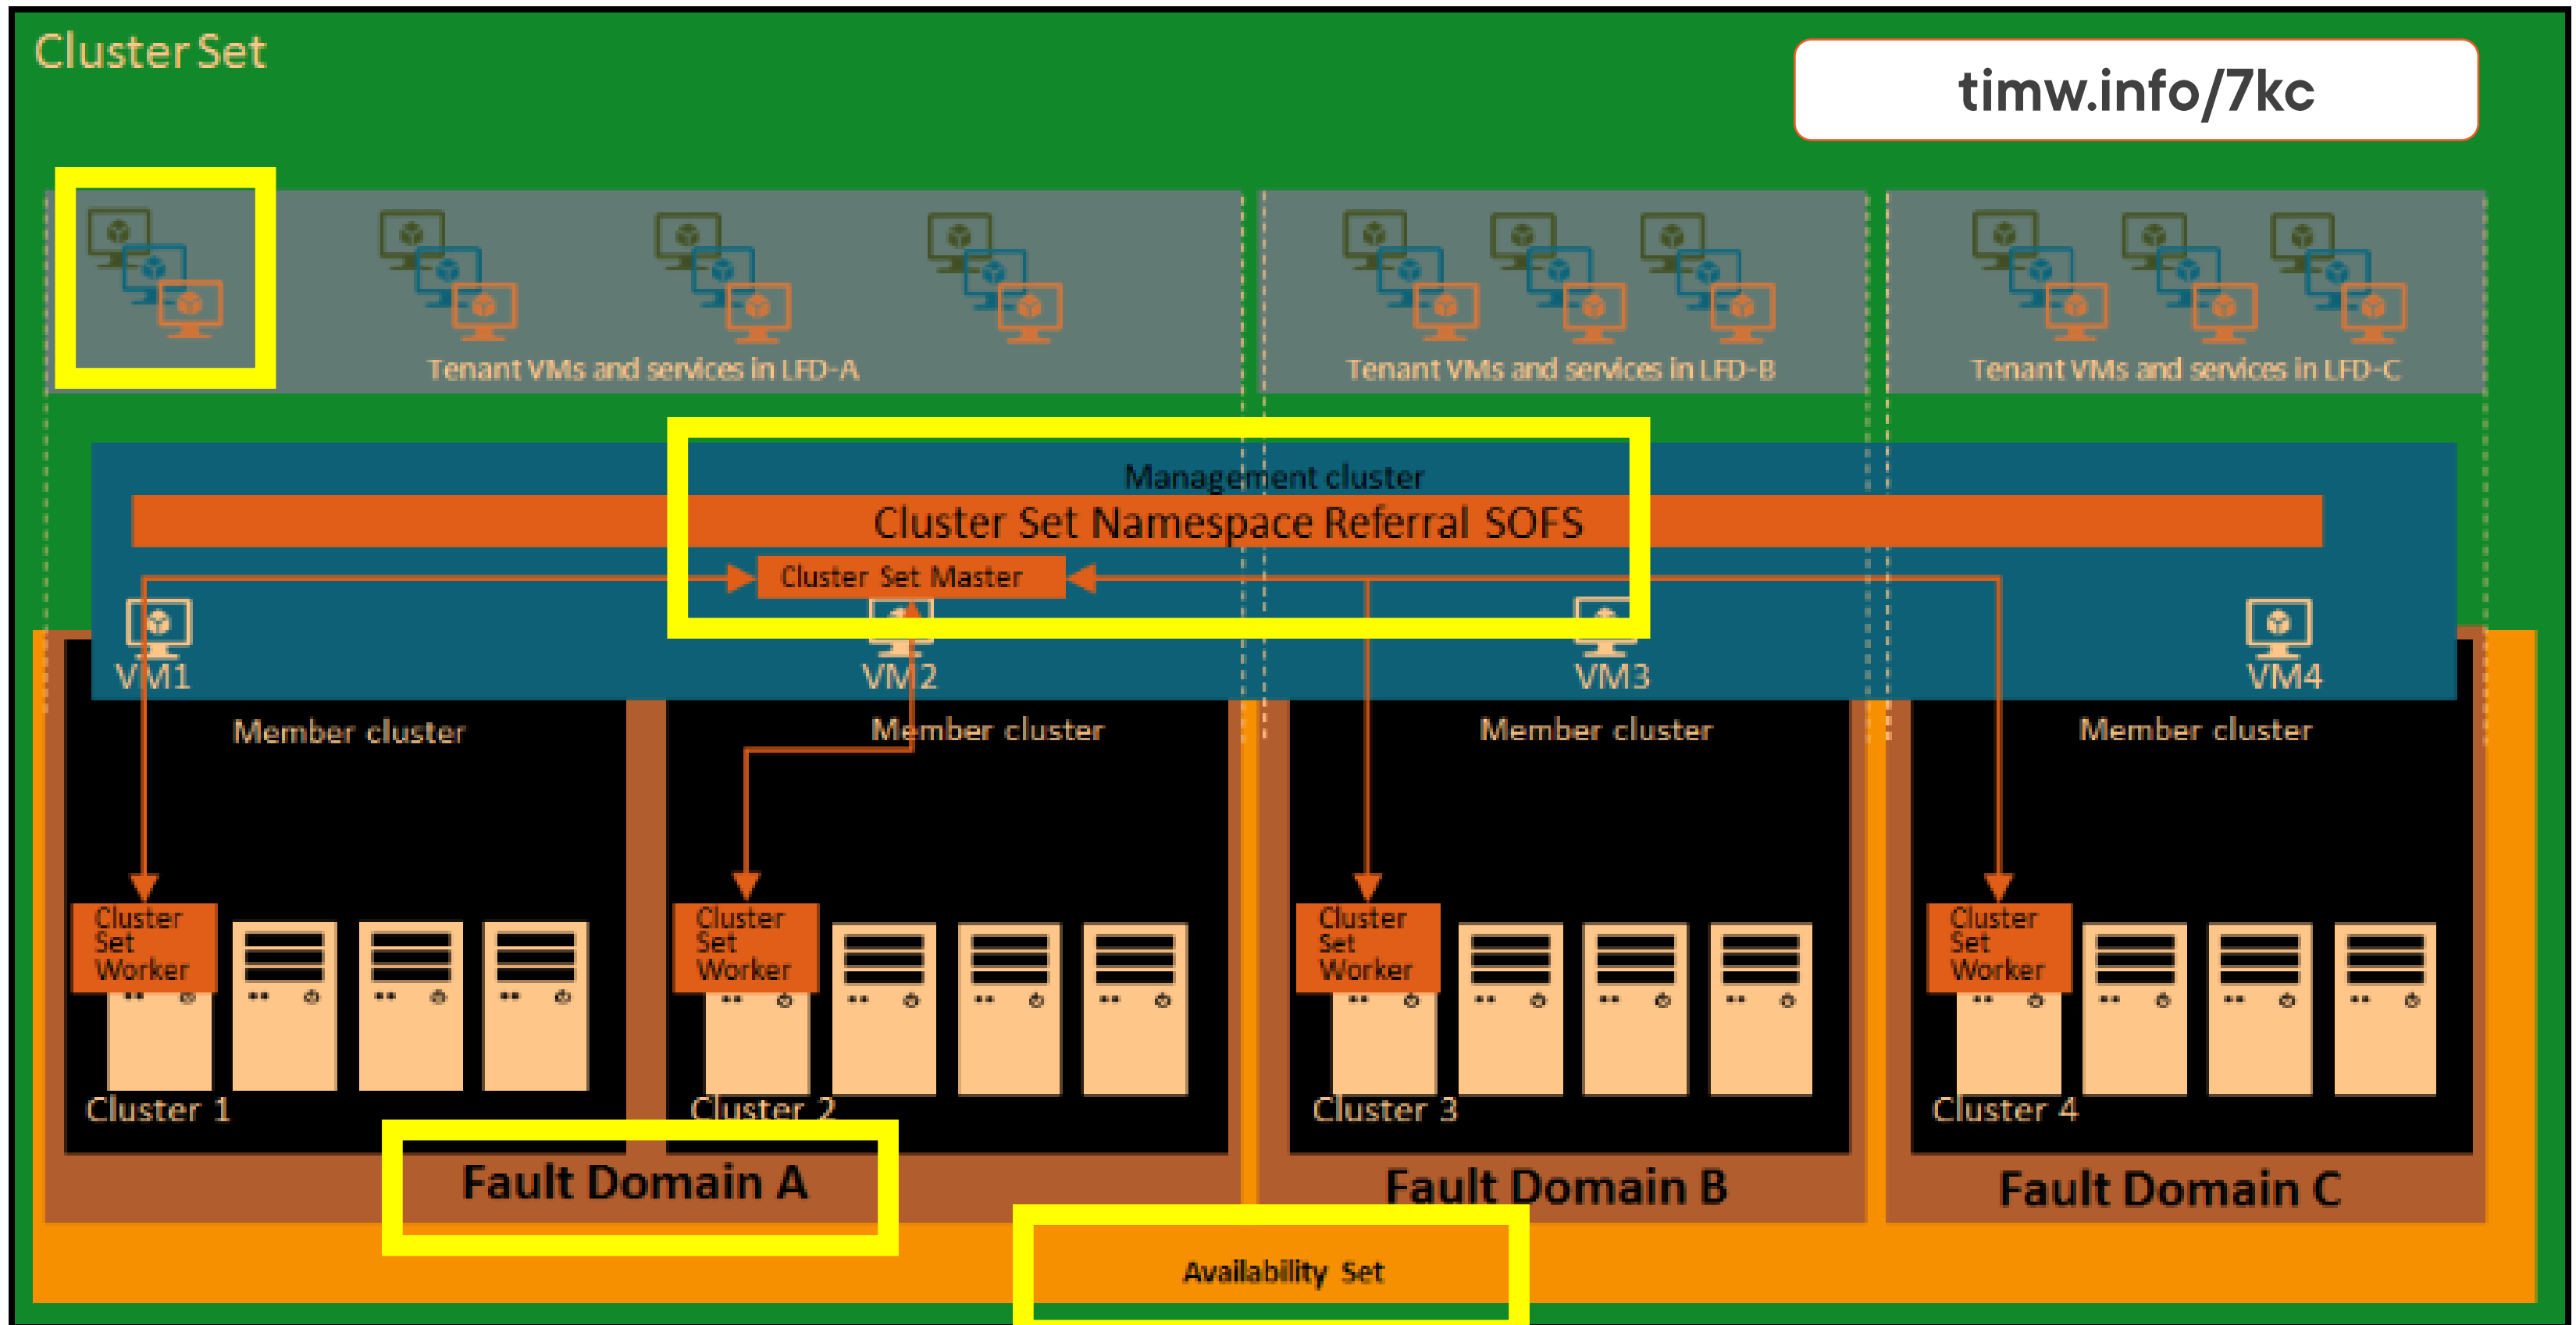 Cluster Set
timw.info/7kc
Tenant VMs and services in LFD-A
Tenant VMs and services in LFD-B
Tenant VMs and services in LFD-C
Management cluster
Cluster Set Namespace Referral SOFS
Cluster Set Master
VM1
VM2
VM3
VM4
Member cluster
Member cluster
Member cluster
Member cluster
Cluster
Set
Worker
Cluster
Set
Worker
Cluster
Set
Worker
Cluster
Set
Worker
Cluster 1
Cluster 2
Cluster 3
Cluster 4
Fault Domain A
Fault Domain B
Fault Domain C
Availability Set